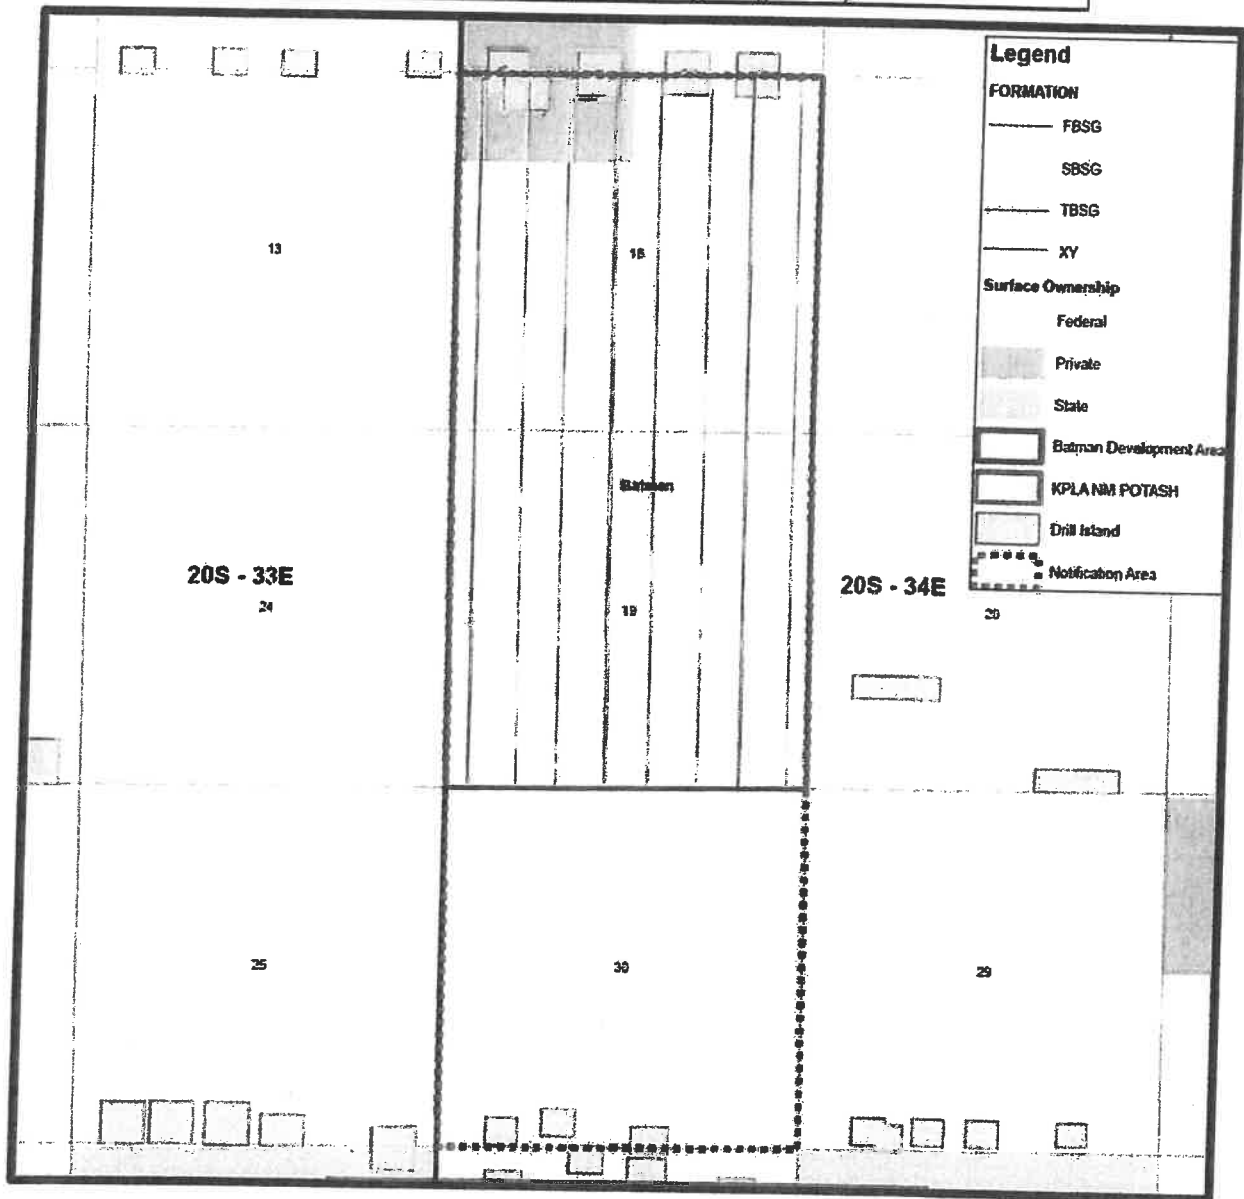 Legend
FORMATION
FBSG
SBSG
TBSG
XY
Surface Ownership
Federal
Private
State
Batman Development Area
KPLA NM POTASH
Drill Island
Notification Area
13
18
Batman
20S - 33E
24
19
20S - 34E
20
25
30
29